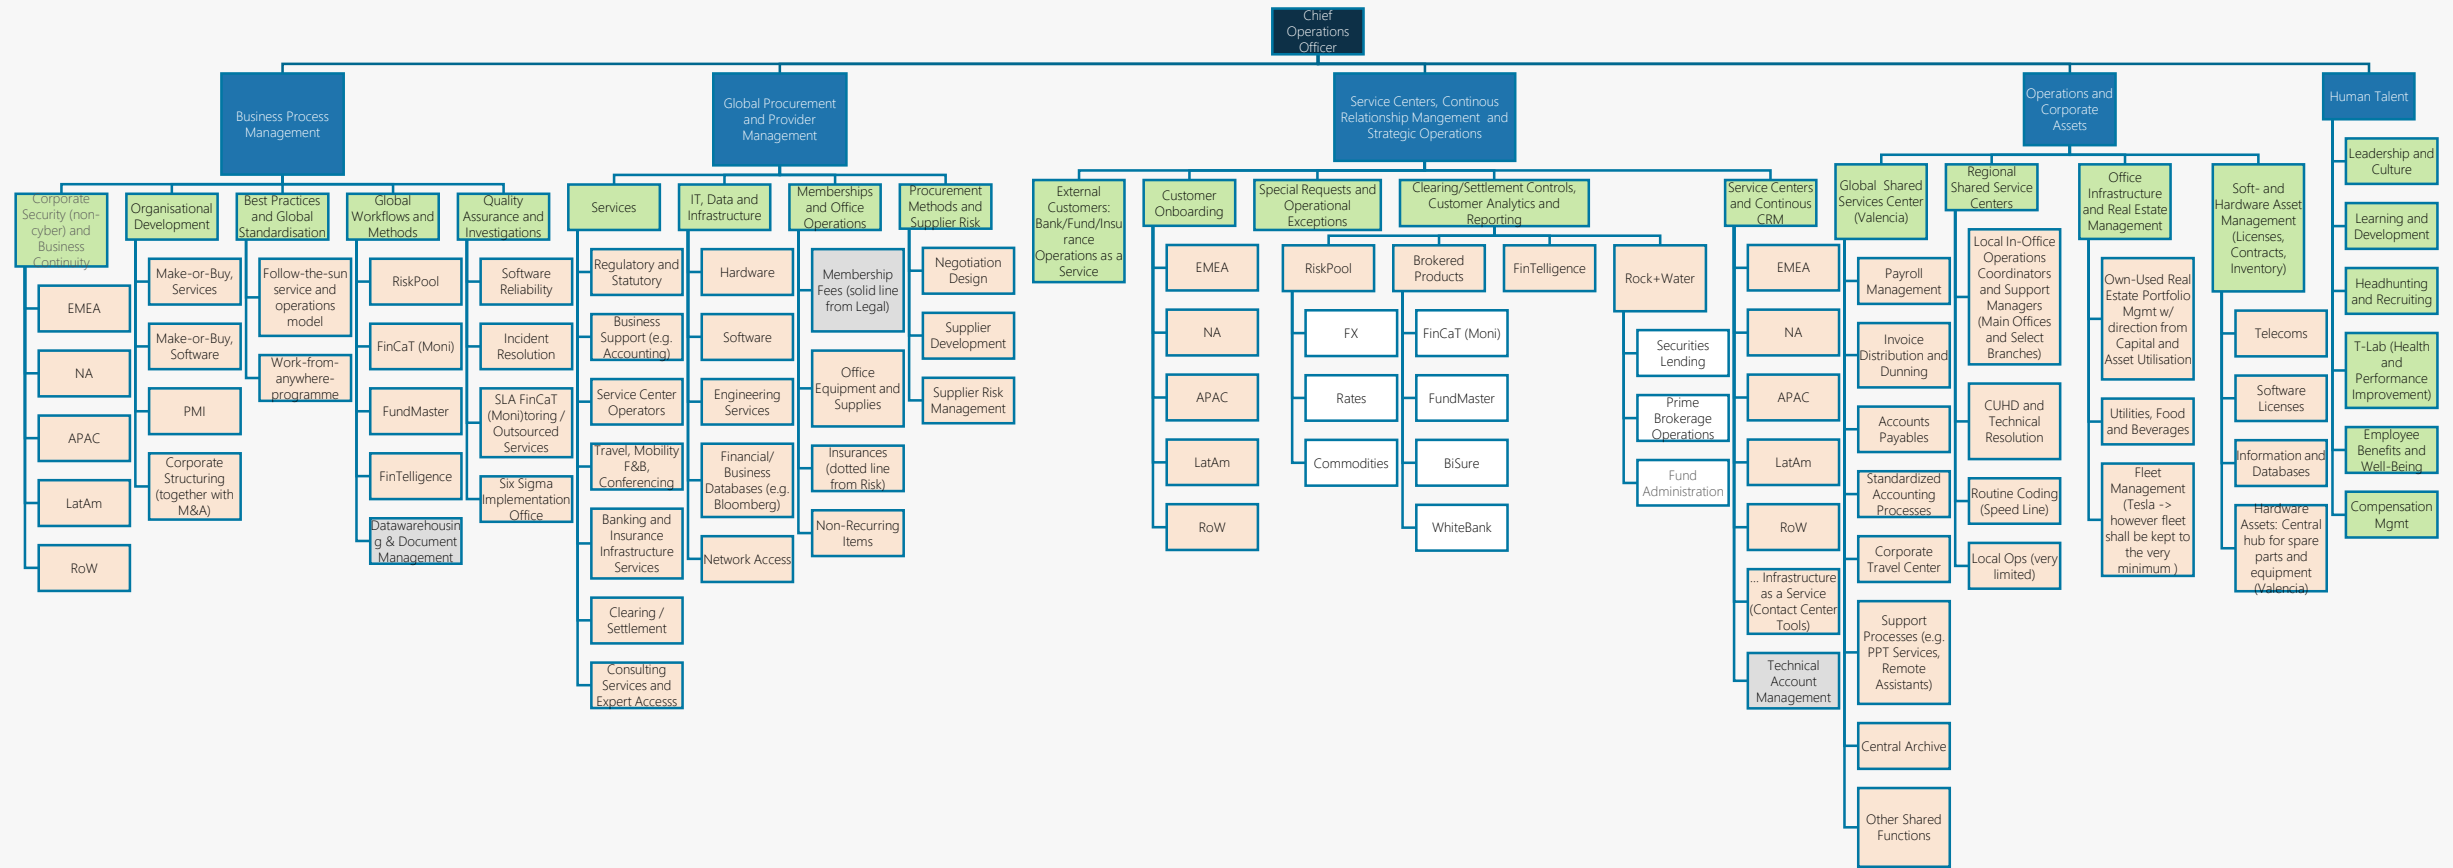 Chief
Operations
Officer
Business Process
Management
Global Procurement
and Provider
Management
Service Centers, Continous
Relationship Mangement  and
Strategic Operations
Operations and
Corporate
Assets
Human Talent
Corporate
Security (non-
cyber) and
Business
Continuity
EMEA
NA
APAC
LatAm
RoW
Organisational
Development
Make-or-Buy,
Services
Make-or-Buy,
Software
PMI
Corporate
Structuring
(together with
M&A)
Best Practices
and Global
Standardisation
Follow-the-sun
service and
operations
model
Work-from-
anywhere-
programme
Global
Workflows and
Methods
RiskPool
FinCaT (Moni)
FundMaster
FinTelligence
Datawarehousin
g & Document
Management
Quality
Assurance and
Investigations
Software
Reliability
Incident
Resolution
SLA FinCaT
(Moni)toring /
Outsourced
Services
Six Sigma
Implementation
Office
Services
Regulatory and
Statutory
Business
Support (e.g.
Accounting)
Service Center
Operators
Travel, Mobility
F&B,
Conferencing
Banking and
Insurance
Infrastructure
Services
Clearing /
Settlement
Consulting
Services and
Expert Accesss
IT, Data and
Infrastructure
Hardware
Software
Engineering
Services
Financial/
Business
Databases (e.g.
Bloomberg)
Network Access
Memberships
and Office
Operations
Membership
Fees (solid line
from Legal)
Office
Equipment and
Supplies
Insurances
(dotted line
from Risk)
Non-Recurring
Items
Procurement
Methods and
Supplier Risk
Negotiation
Design
Supplier
Development
Supplier Risk
Management
External
Customers:
Bank/Fund/Insu
rance
Operations as a
Service
Customer
Onboarding
EMEA
NA
APAC
LatAm
RoW
Special Requests and
Operational
Exceptions
Clearing/Settlement Controls,
Customer Analytics and
Reporting
RiskPool
FX
Rates
Commodities
Brokered
Products
FinCaT (Moni)
FundMaster
BiSure
WhiteBank
FinTelligence
Rock+Water
Securities
Lending
Prime
Brokerage
Operations
Fund
Administration
Service Centers
and Continous
CRM
EMEA
NA
APAC
LatAm
RoW
... Infrastructure
as a Service
(Contact Center
Tools)
Technical
Account
Management
Global  Shared
Services Center
(Valencia)
Payroll
Management
Invoice
Distribution and
Dunning
Accounts
Payables
Standardized
Accounting
Processes
Corporate
Travel Center
Support
Processes (e.g.
PPT Services,
Remote
Assistants)
Central Archive
Other Shared
Functions
Regional
Shared Service
Centers
Local In-Office
Operations
Coordinators
and Support
Managers
(Main Offices
and Select
Branches)
CUHD and
Technical
Resolution
Routine Coding
(Speed Line)
Local Ops (very
limited)
Office
Infrastructure
and Real Estate
Management
Own-Used Real
Estate Portfolio
Mgmt w/
direction from
Capital and
Asset Utilisation
Utilities, Food
and Beverages
Fleet
Management
(Tesla ->
however fleet
shall be kept to
the very
minimum )
Soft- and
Hardware Asset
Management
(Licenses,
Contracts,
Inventory)
Telecoms
Software
Licenses
Information and
Databases
Hardware
Assets: Central
hub for spare
parts and
equipment
(Valencia)
Leadership and
Culture
Learning and
Development
Headhunting
and Recruiting
T-Lab (Health
and
Performance
Improvement)
Employee
Benefits and
Well-Being
Compensation
Mgmt